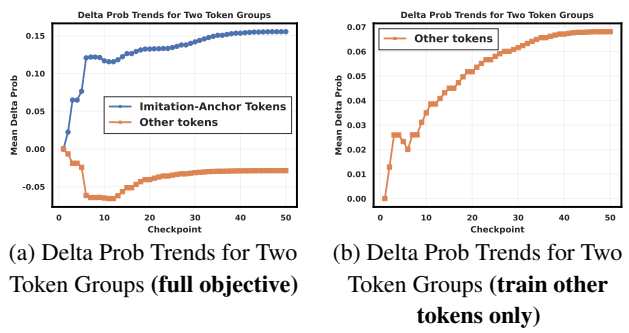 Delta Prob Trends for Two Token Groups
Mean Delta Prob
0.15
0.10
0.05
0.00
-0.05
Imitation-Anchor Tokens
Other tokens
0 10 20 30 40 50
Checkpoint
(a) Delta Prob Trends for Two
Token Groups (full objective)
Delta Prob Trends for Two Token Groups
Mean Delta Prob
0.07
0.06
0.05
0.04
0.03
0.02
0.01
0.00
Other tokens
0 10 20 30 40 50
Checkpoint
(b) Delta Prob Trends for Two
Token Groups (train other
tokens only)